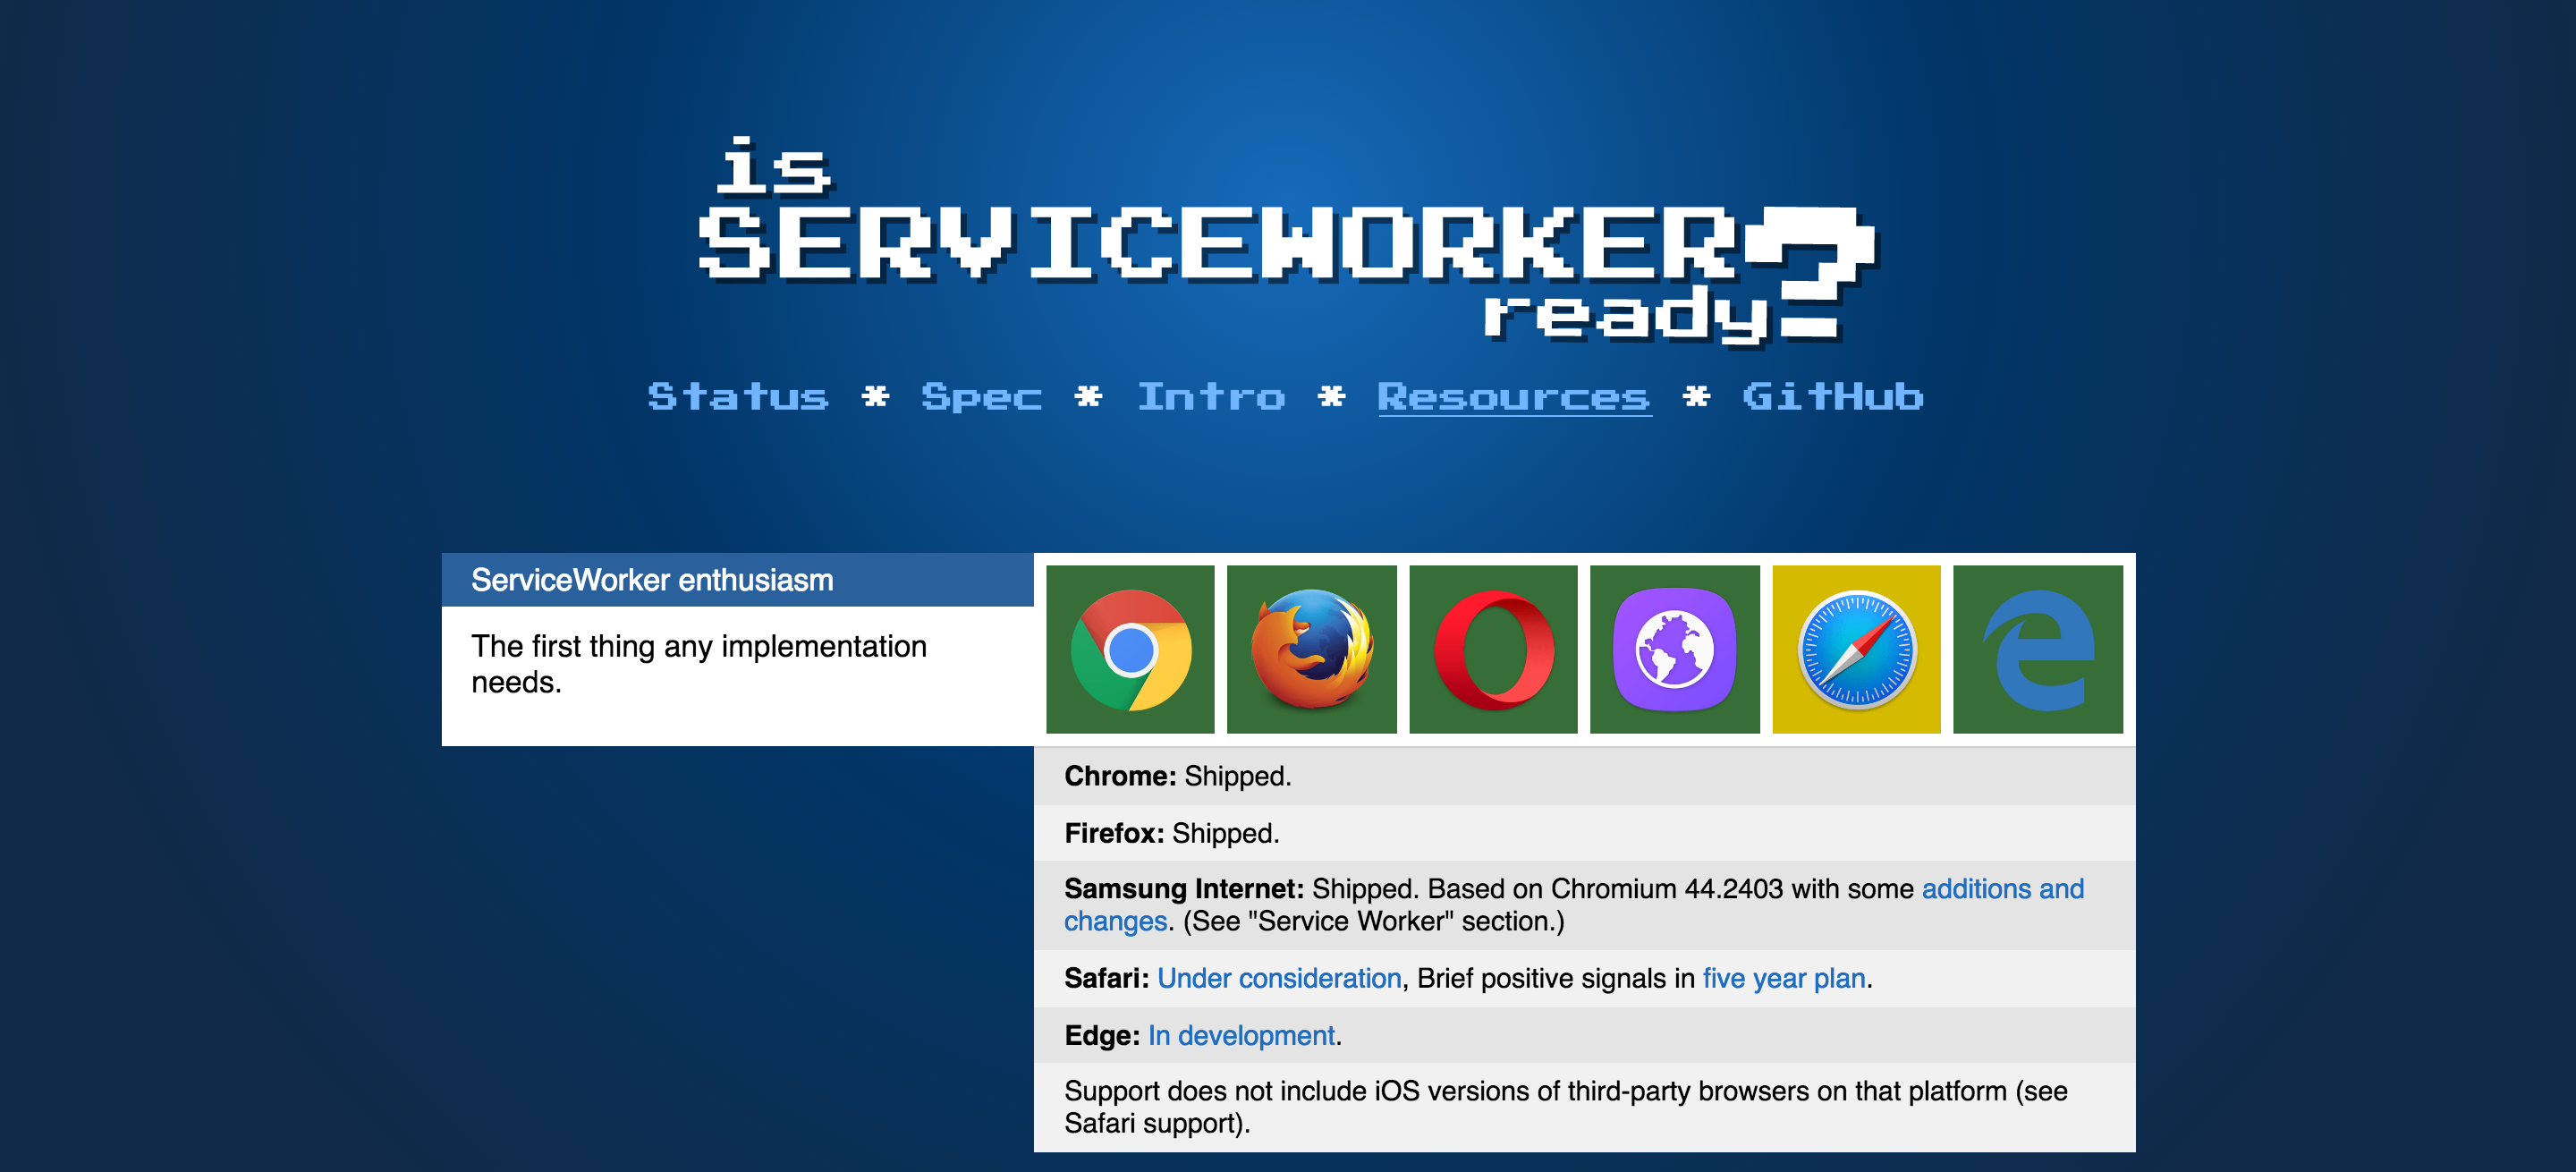 is
SERVICEWORKER
ready?
Status * Spec * Intro * Resources * GitHub
ServiceWorker enthusiasm
The first thing any implementation
needs.
Chrome: Shipped.
Firefox: Shipped.
Samsung Internet: Shipped. Based on Chromium 44.2403 with some additions and
changes. (See "Service Worker" section.)
Safari: Under consideration, Brief positive signals in five year plan.
Edge: In development.
Support does not include iOS versions of third-party browsers on that platform (see
Safari support).